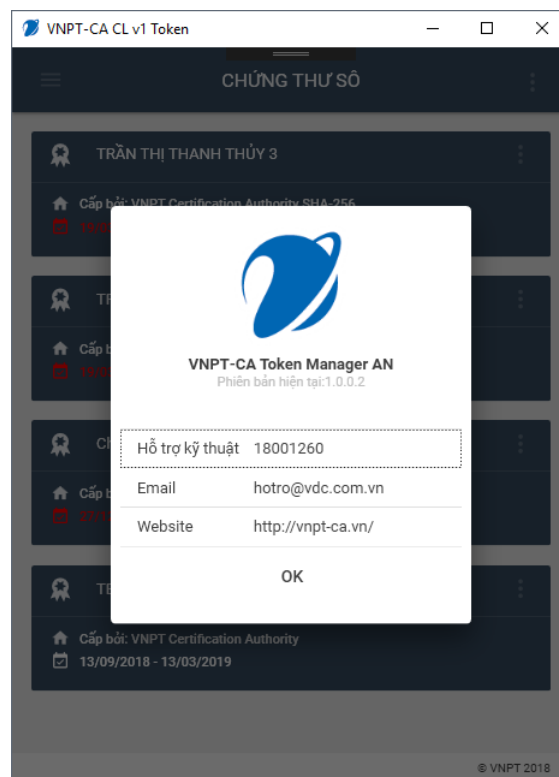 VNPT-CA CL v1 Token
CHỨNG THƯ SỐ
TRẦN THỊ THANH THỦY 3
Cấp bởi: VNPT Certification Authority SHA-256
VNPT-CA Token Manager AN
Phiên bản hiện tại:1.0.0.2
Hỗ trợ kỹ thuật 18001260
Email hotro@vdc.com.vn
Website http://vnpt-ca.vn/
OK
Cấp bởi: VNPT Certification Authority
13/09/2018 - 13/03/2019
© VNPT 2018